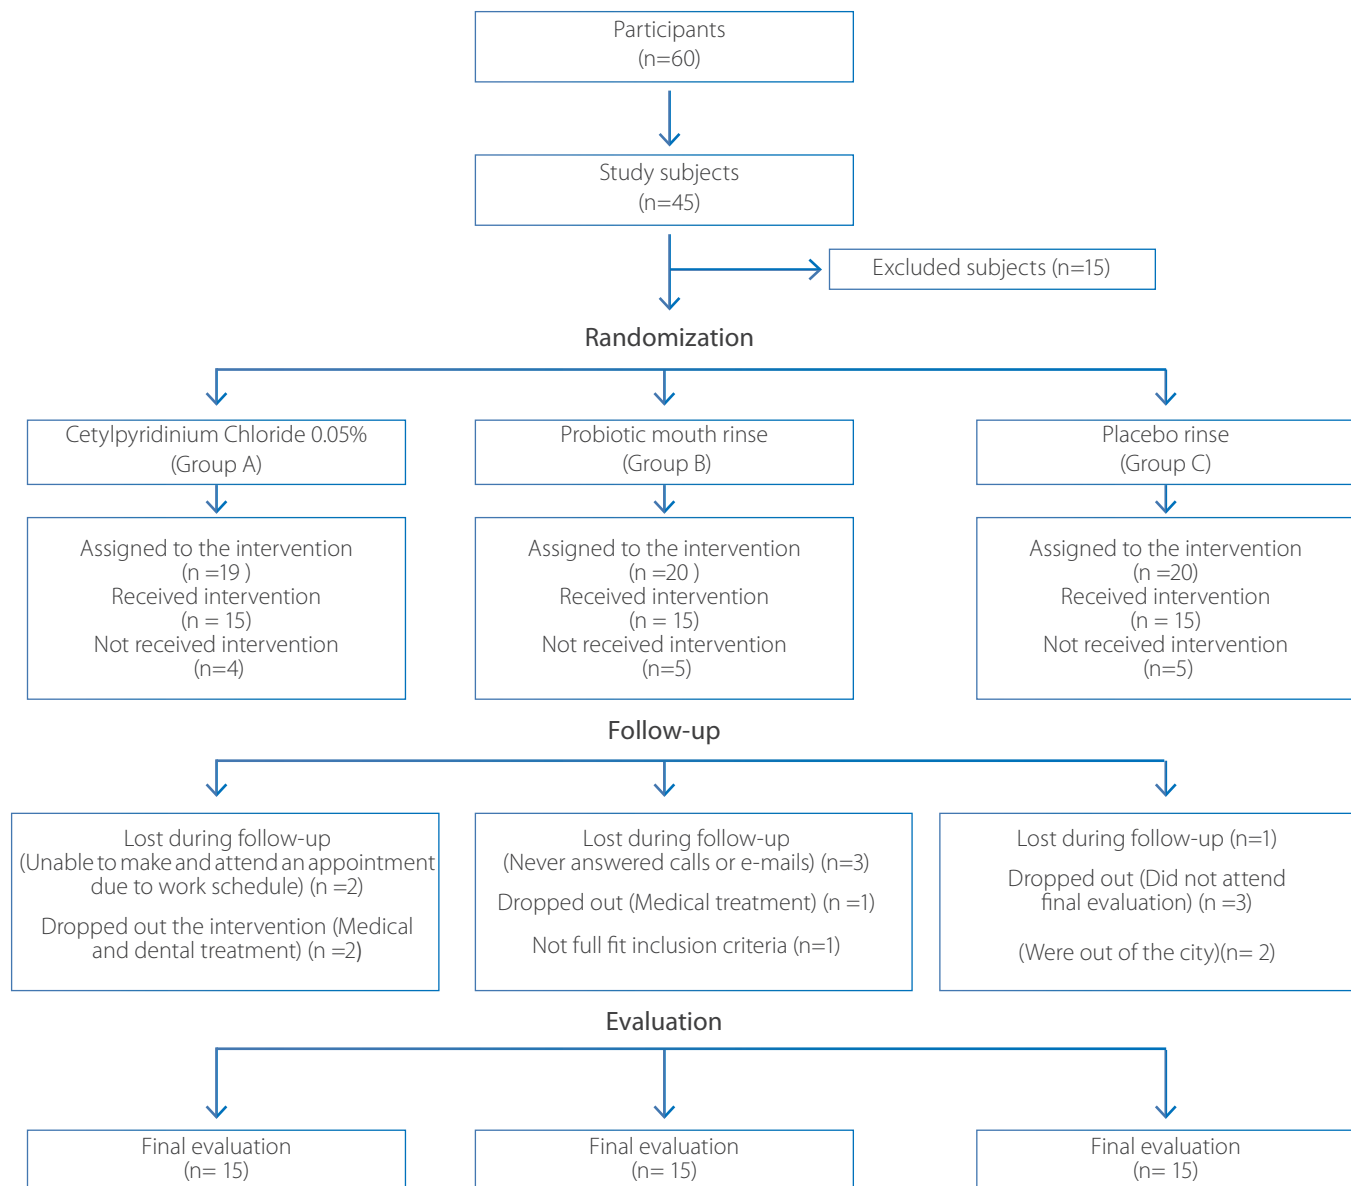 Participants
(n=60)
Study subjects
(n=45)
Excluded subjects (n=15)
Randomization
Cetylpyridinium Chloride 0.05%
(Group A)
Probiotic mouth rinse
(Group B)
Placebo rinse
(Group C)
Assigned to the intervention
(n =19 )
Received intervention
(n = 15)
Not received intervention
(n=4)
Assigned to the intervention
(n =20 )
Received intervention
(n = 15)
Not received intervention
(n=5)
Assigned to the intervention
(n =20)
Received intervention
(n = 15)
Not received intervention
(n=5)
Follow-up
Lost during follow-up
(Unable to make and attend an appointment
due to work schedule) (n =2)
Dropped out the intervention (Medical
and dental treatment) (n =2)
Lost during follow-up
(Never answered calls or e-mails) (n=3)
Dropped out (Medical treatment) (n =1)
Not full fit inclusion criteria (n=1)
Lost during follow-up (n=1)
Dropped out (Did not attend
final evaluation) (n =3)
(Were out of the city)(n= 2)
Evaluation
Final evaluation
(n= 15)
Final evaluation
(n= 15)
Final evaluation
(n= 15)